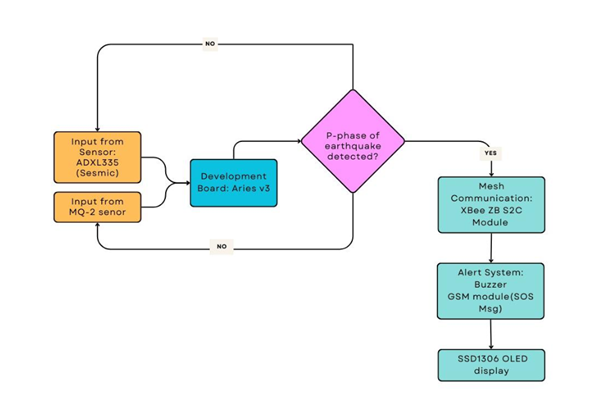 NO
Input from
Sensor:
ADXL335
(Sesmic)
Input from
MQ-2 senor
Development
Board: Aries v3
NO
P-phase of
earthquake
detected?
YES
Mesh
Communication:
XBee ZB S2C
Module
Alert System:
Buzzer
GSM module(SOS
Msg)
SSD1306 OLED
display